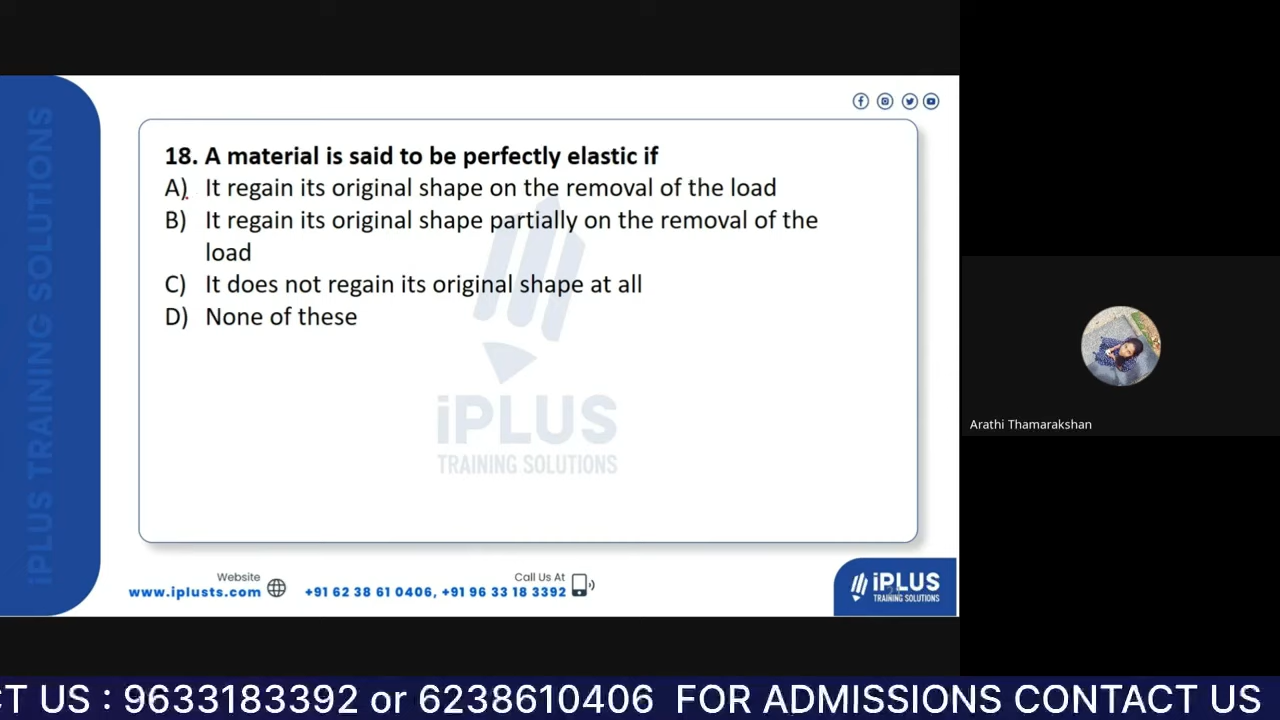 iPLUS TRAINING SOLUTIONS
18. A material is said to be perfectly elastic if
A) It regain its original shape on the removal of the load
B) It regain its original shape partially on the removal of the
load
C) It does not regain its original shape at all
D) None of these
iPLUS
TRAINING SOLUTIONS
Arathi Thamarakshan
Website
www.iplusts.com
Call Us At
+91 62 38 61 0406, +91 96 33 18 3392
iPLUS
TRAINING SOLUTIONS
CT US : 9633183392 or 6238610406 FOR ADMISSIONS CONTACT US